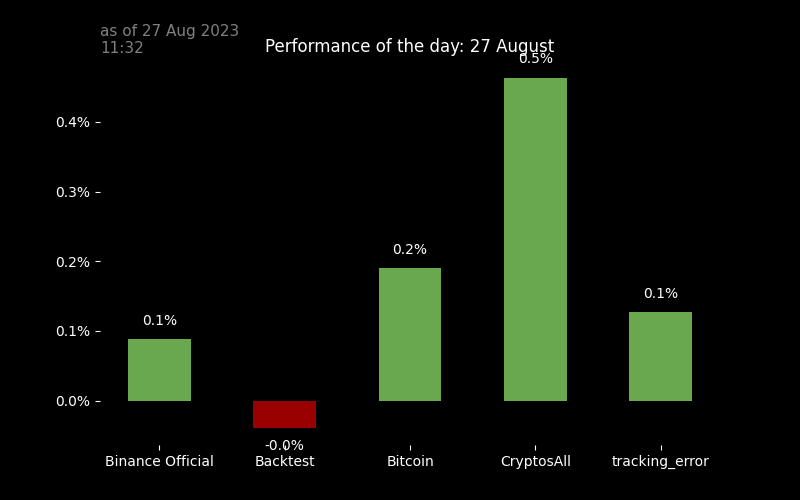 as of 27 Aug 2023
11:32
Performance of the day: 27 August
0.5%
0.4%
0.3%
0.2%
0.2%
0.1%
0.1%
0.1%
0.0%
-0.0%
Binance Official
Backtest
Bitcoin
CryptosAll
tracking_error